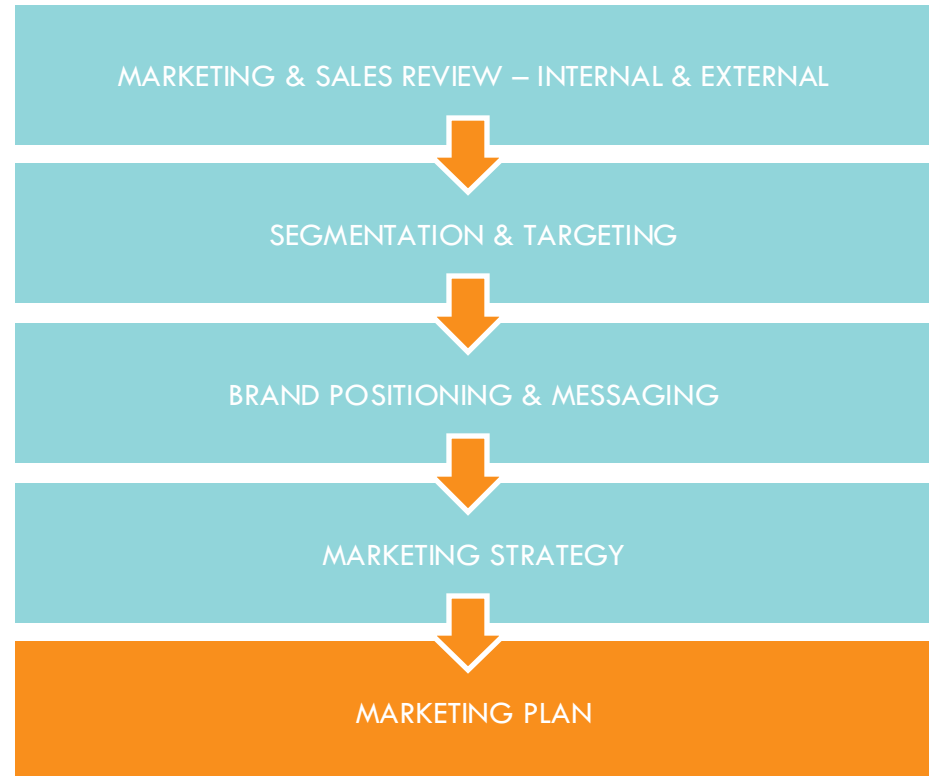 MARKETING & SALES REVIEW – INTERNAL & EXTERNAL
SEGMENTATION & TARGETING
BRAND POSITIONING & MESSAGING
MARKETING STRATEGY
MARKETING PLAN